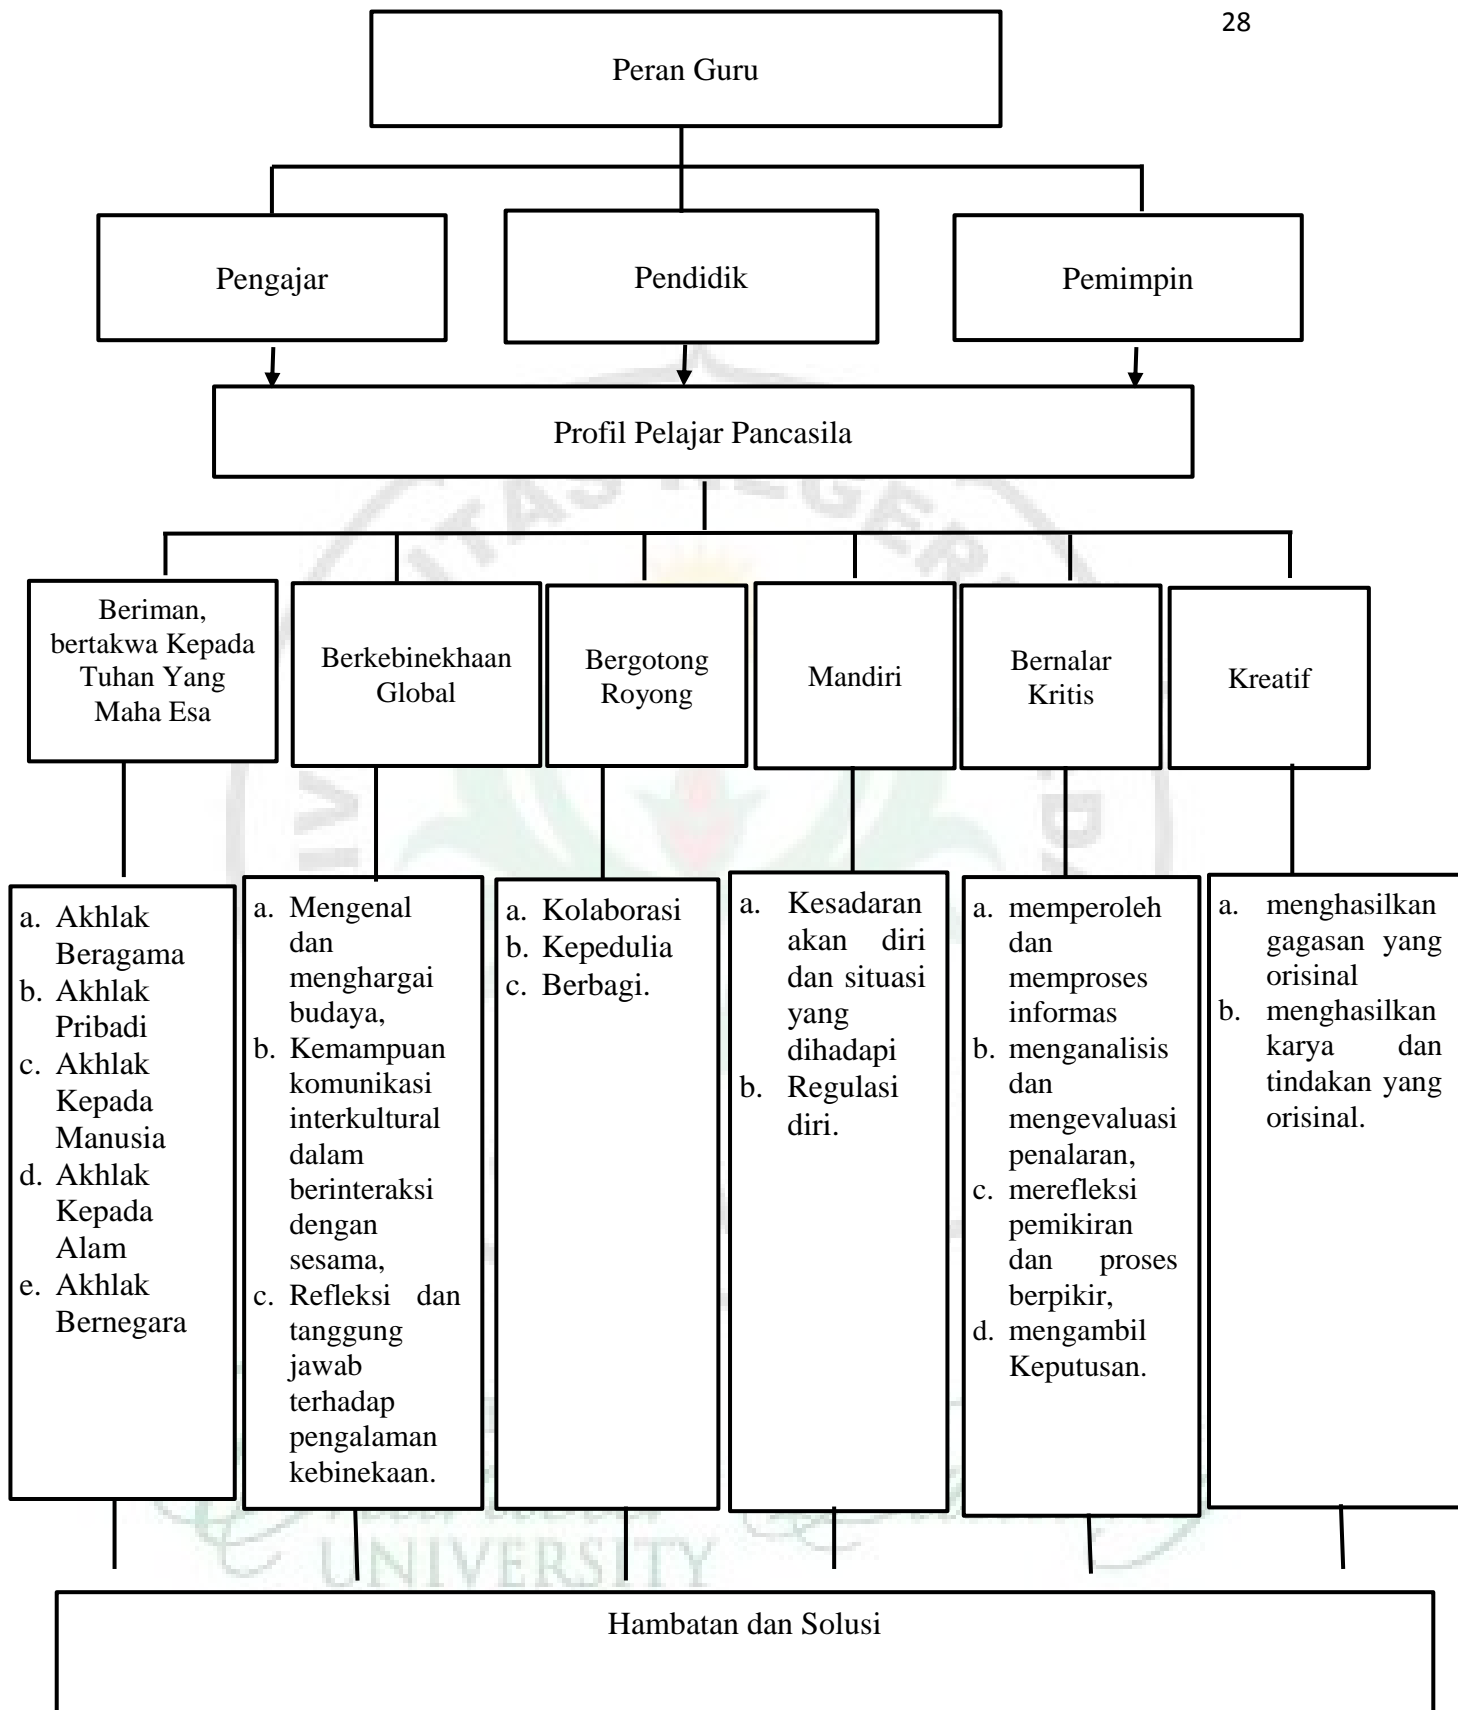 28
Peran Guru
Pengajar
Pendidik
Pemimpin
Profil Pelajar Pancasila
Beriman,
bertakwa Kepada
Tuhan Yang
Maha Esa
Berkebinekhaan
Global
Bergotong
Royong
Mandiri
Bernalar
Kritis
Kreatif
a. Akhlak
Beragama
b. Akhlak
Pribadi
c. Akhlak
Kepada
Manusia
d. Akhlak
Kepada
Alam
e. Akhlak
Bernegara
a. Mengenal
dan
menghargai
budaya,
b. Kemampuan
komunikasi
interkultural
dalam
berinteraksi
dengan
sesama,
c. Refleksi dan
tanggung
jawab
terhadap
pengalaman
kebinekaan.
a. Kolaborasi
b. Kepedulia
c. Berbagi.
a. Kesadaran
akan diri
dan situasi
yang
dihadapi
b. Regulasi
diri.
a. memperoleh
dan
memproses
informas
b. menganalisis
dan
mengevaluasi
penalaran,
c. merefleksi
pemikiran
dan proses
berpikir,
d. mengambil
Keputusan.
a. menghasilkan
gagasan yang
orisinal
b. menghasilkan
karya dan
tindakan yang
orisinal.
UNIVERSITY
Hambatan dan Solusi